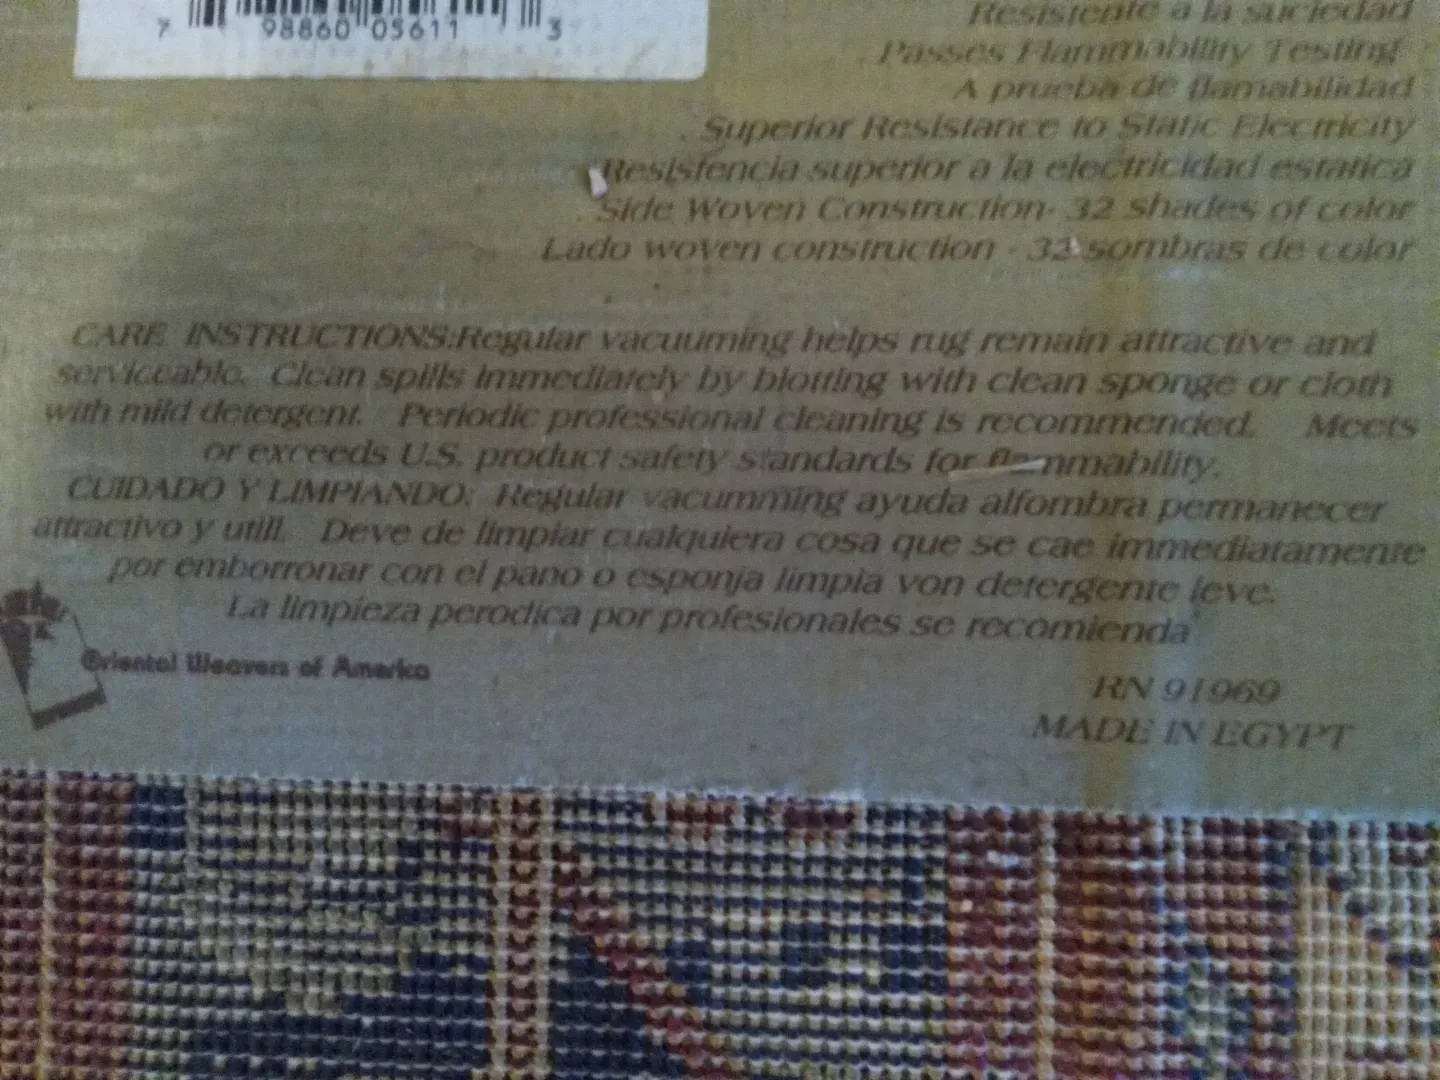 7 98860 05611 3
Resistente a la suciedad
Passes Flammability Testing
A prueba de flamabilidad
. Superior Resistance to Static Electricity
Resistencia superior a la electricidad estatica
. Side Woven Construction- 32 shades of color
Lado woven construction - 32 sombras de color
CARE INSTRUCTIONS:Regular vacuuming helps rug remain attractive and
serviceable. Clean spills immediately by blotting with clean sponge or cloth
with mild detergent. Periodic professional cleaning is recommended. Meets
or exceeds U.S. product safety standards for flammability.
CUIDADO Y LIMPIANDO: Regular vacumming ayuda alfombra permanecer
attractivo y utill. Deve de limpiar cualquiera cosa que se cae immediatamente
por emborronar con el pano o esponja limpia von detergente leve.
La limpieza perodica por profesionales se recomienda
Oriental Weavers of America
RN 91969
MADE IN EGYPT